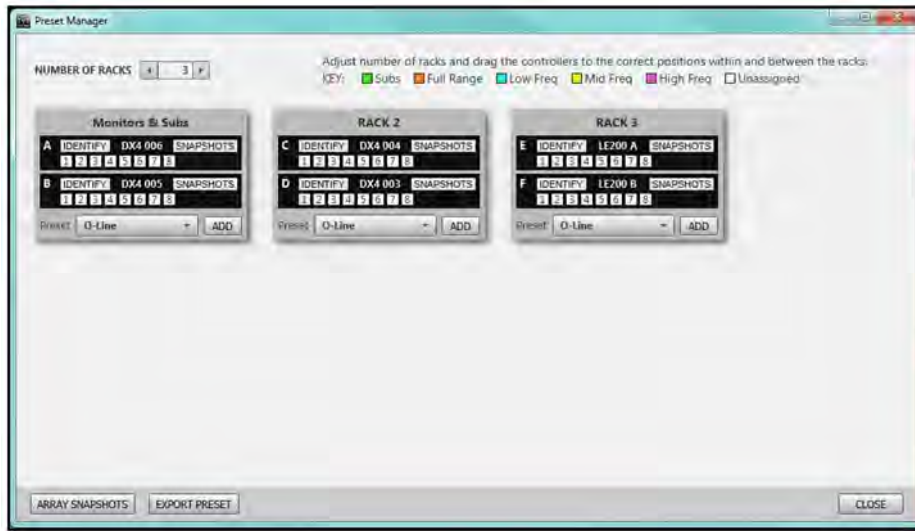 Preset Manager
NUMBER OF RACKS 3
Adjust number of racks and drag the controllers to the correct positions within and between the racks.
KEY: Subs Full Range Low Freq Mid Freq High Freq Unassigned
Monitors & Subs
A IDENTIFY DX4 006 SNAPSHOTS
1 2 3 4 5 6 7 8
B IDENTIFY DX4 005 SNAPSHOTS
1 2 3 4 5 6 7 8
Preset: O-Line ADD
RACK 2
C IDENTIFY DX4 004 SNAPSHOTS
1 2 3 4 5 6 7 8
D IDENTIFY DX4 003 SNAPSHOTS
1 2 3 4 5 6 7 8
Preset: O-Line ADD
RACK 3
E IDENTIFY LE200 A SNAPSHOTS
1 2 3 4 5 6 7 8
F IDENTIFY LE200 B SNAPSHOTS
1 2 3 4 5 6 7 8
Preset: O-Line ADD
ARRAY SNAPSHOTS EXPORT PRESET CLOSE